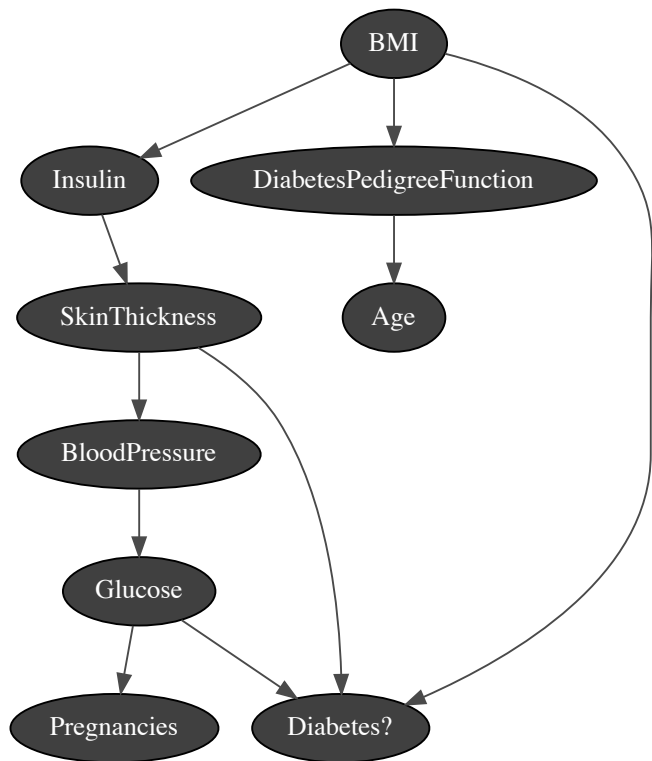 BMI
Insulin
DiabetesPedigreeFunction
SkinThickness
Age
BloodPressure
Glucose
Pregnancies
Diabetes?